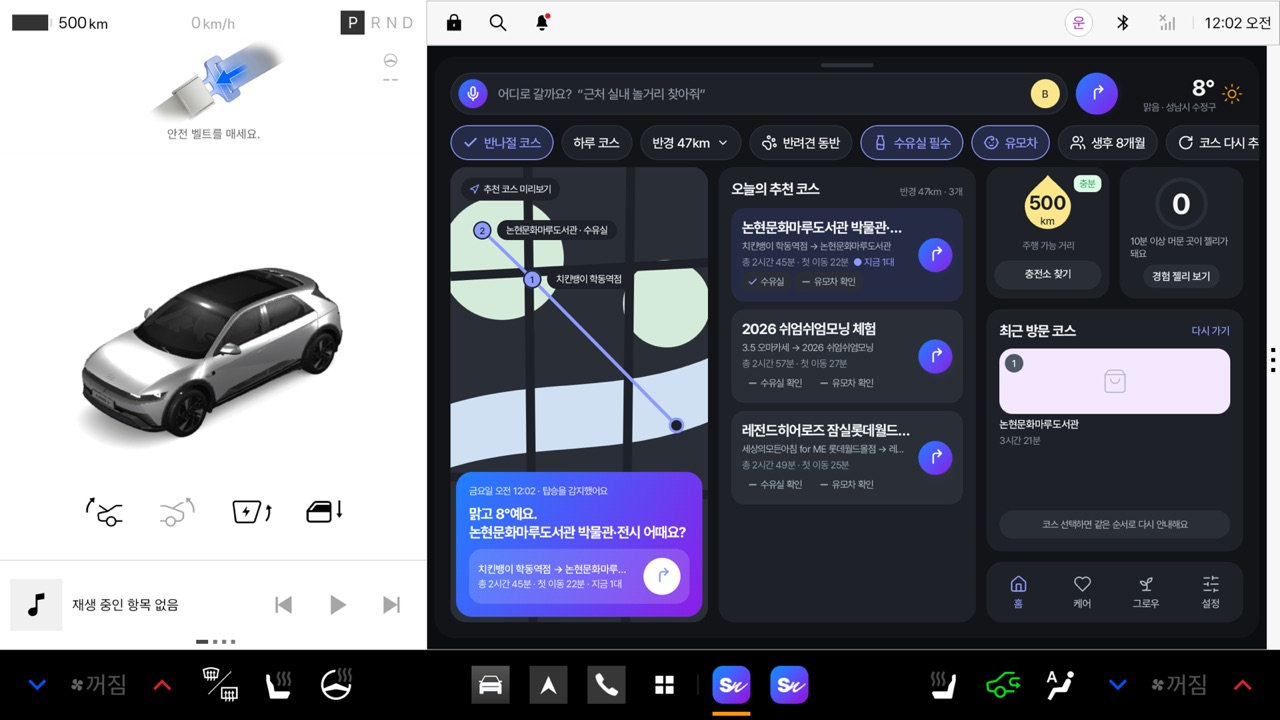 500 km
0 km/h
P R N D
안전 벨트를 매세요.
재생 중인 항목 없음
운
12:02 오전
어디로 갈까요? “근처 실내 놀거리 찾아줘”
B
8°
맑음 · 성남시 수정구
반나절 코스
하루 코스
반경 47km
반려견 동반
수유실 필수
유모차
생후 8개월
코스 다시 추
추천 코스 미리보기
2
논현문화마루도서관 · 수유실
1
치킨뱅이 학동역점
금요일 오전 12:02 · 탑승을 감지했어요
맑고 8°예요.
논현문화마루도서관 박물관·전시 어때요?
치킨뱅이 학동역점 → 논현문화마루…
총 2시간 45분 · 첫 이동 22분 · 지금 1대
오늘의 추천 코스
반경 47km · 3개
논현문화마루도서관 박물관·…
치킨뱅이 학동역점 → 논현문화마루도서관
총 2시간 45분 · 첫 이동 22분 지금 1대
수유실
유모차 확인
2026 쉬엄쉬엄모닝 체험
3.5 오마카세 → 2026 쉬엄쉬엄모닝
총 2시간 57분 · 첫 이동 27분
수유실 확인
유모차 확인
레전드히어로즈 잠실롯데월드…
세상의모든아침 for ME 롯데월드몰점 → 레…
총 2시간 49분 · 첫 이동 25분
수유실 확인
유모차 확인
충분
500
km
주행 가능 거리
충전소 찾기
0
10분 이상 머문 곳이 젤리가
돼요
경험 젤리 보기
최근 방문 코스
다시 가기
1
논현문화마루도서관
3시간 21분
코스 선택하면 같은 순서로 다시 안내해요
홈
케어
그로우
설정
꺼짐
A
꺼짐